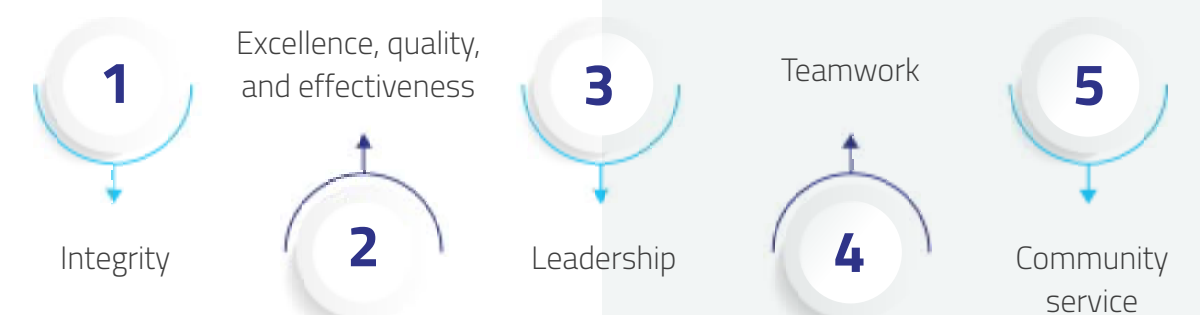 1
Integrity
2
Excellence, quality,
and effectiveness
3
Leadership
4
Teamwork
5
Community
service